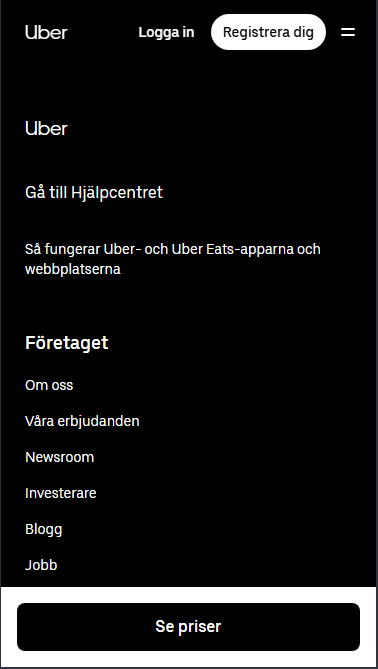 Uber
Logga in
Registrera dig
Uber
Gå till Hjälpcentret
Så fungerar Uber- och Uber Eats-apparna och
webbplatserna
Företaget
Om oss
Våra erbjudanden
Newsroom
Investerare
Blogg
Jobb
Se priser